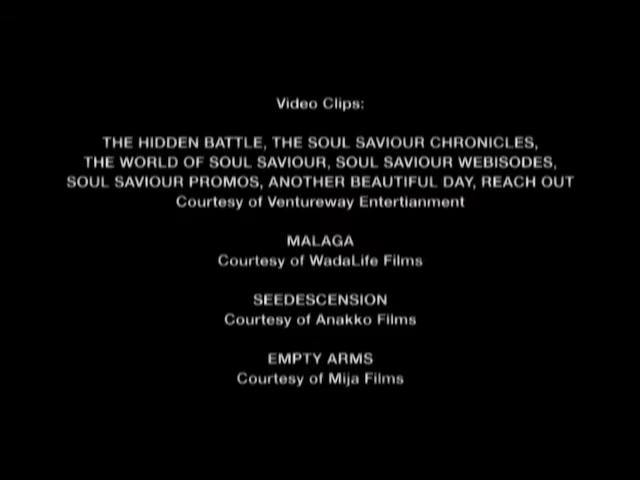 Video Clips:
THE HIDDEN BATTLE, THE SOUL SAVIOUR CHRONICLES,
THE WORLD OF SOUL SAVIOUR, SOUL SAVIOUR WEBISODES,
SOUL SAVIOUR PROMOS, ANOTHER BEAUTIFUL DAY, REACH OUT
Courtesy of Ventureway Entertianment
MALAGA
Courtesy of WadaLife Films
SEEDESCENSION
Courtesy of Anakko Films
EMPTY ARMS
Courtesy of Mija Films